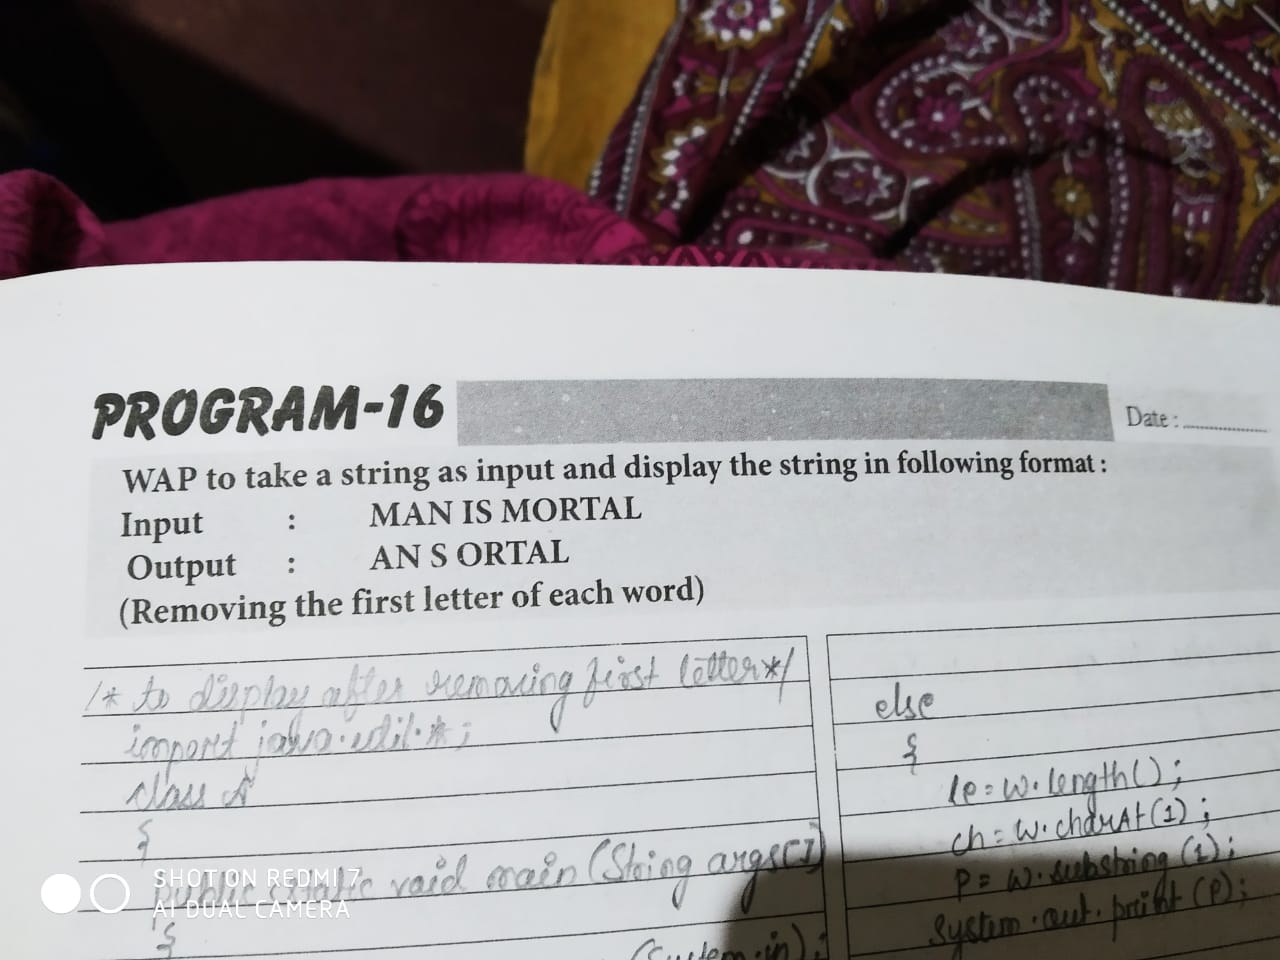 PROGRAM-16
Date :
WAP to take a string as input and display the string in following format :
Input : MAN IS MORTAL
Output : AN S ORTAL
(Removing the first letter of each word)
/* to display after removing first letter*/
import java.util.*;
class A
{
public static void main (String args[])
{
(System.in);
else
{
le=w.length();
ch=w.charAt(1);
p=w.substring(1);
System.out.print(p);
SHOT ON REDMI 7
AI DUAL CAMERA